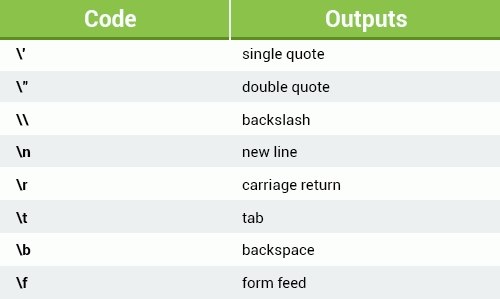 Code Outputs
\' single quote
\" double quote
\\ backslash
\n new line
\r carriage return
\t tab
\b backspace
\f form feed